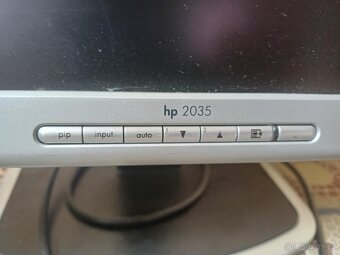 hp 2035
pip input auto